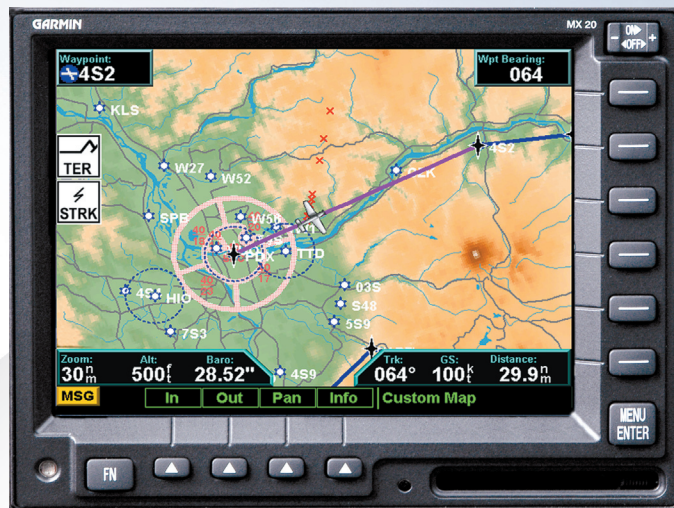 GARMIN
MX 20
ON
OFF
Waypoint:
4S2
Wpt Bearing:
064
KLS
4S2
TER
W27
W52
STRK
SPB
W56
PDX
TTD
03S
HIO
S48
5S9
7S3
4S9
Zoom:
30nm
Alt:
500ft
Baro:
28.52"
Trk:
064°
GS:
100kt
Distance:
29.9nm
MSG
In
Out
Pan
Info
Custom Map
MENU
ENTER
FN